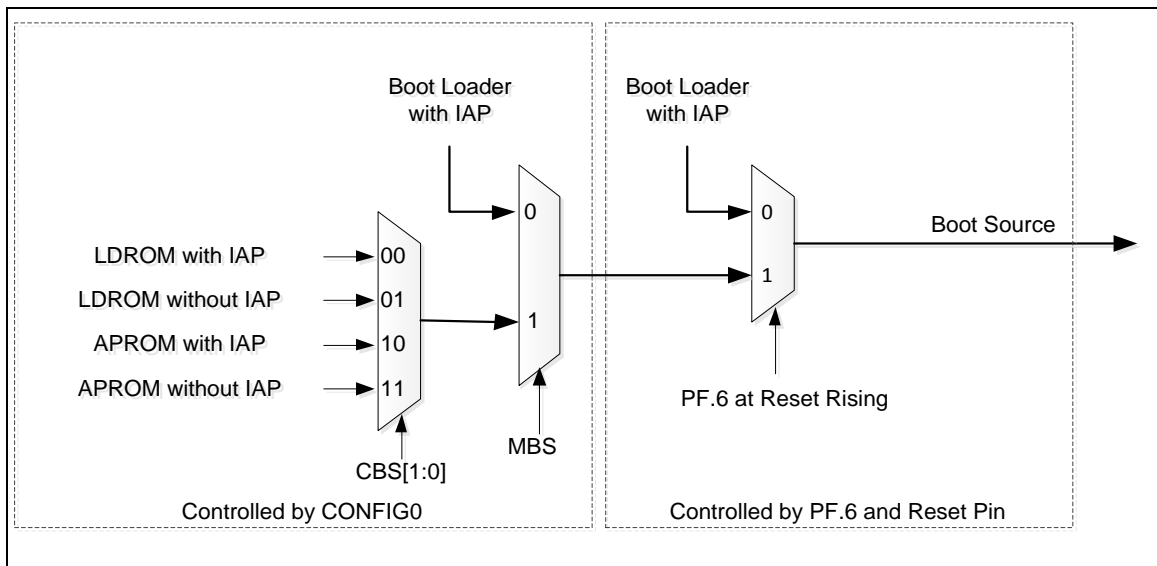 Boot Loader
with IAP
Boot Loader
with IAP
0
0
Boot Source
LDROM with IAP
00
LDROM without IAP
01
1
1
APROM with IAP
10
APROM without IAP
11
PF.6 at Reset Rising
MBS
CBS[1:0]
Controlled by CONFIG0
Controlled by PF.6 and Reset Pin